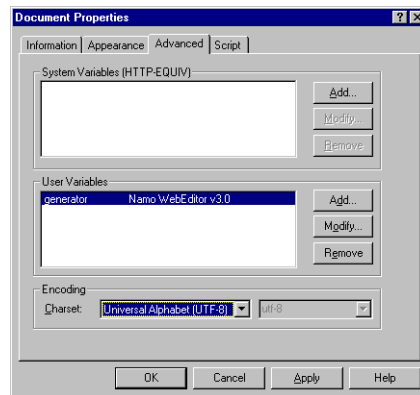 Document Properties
Information Appearance Advanced Script
System Variables (HTTP-EQUIV)
Add...
Modify...
Remove
User Variables
generator Namo WebEditor v3.0
Add...
Modify...
Remove
Encoding
Charset: Universal Alphabet (UTF-8) utf-8
OK Cancel Apply Help